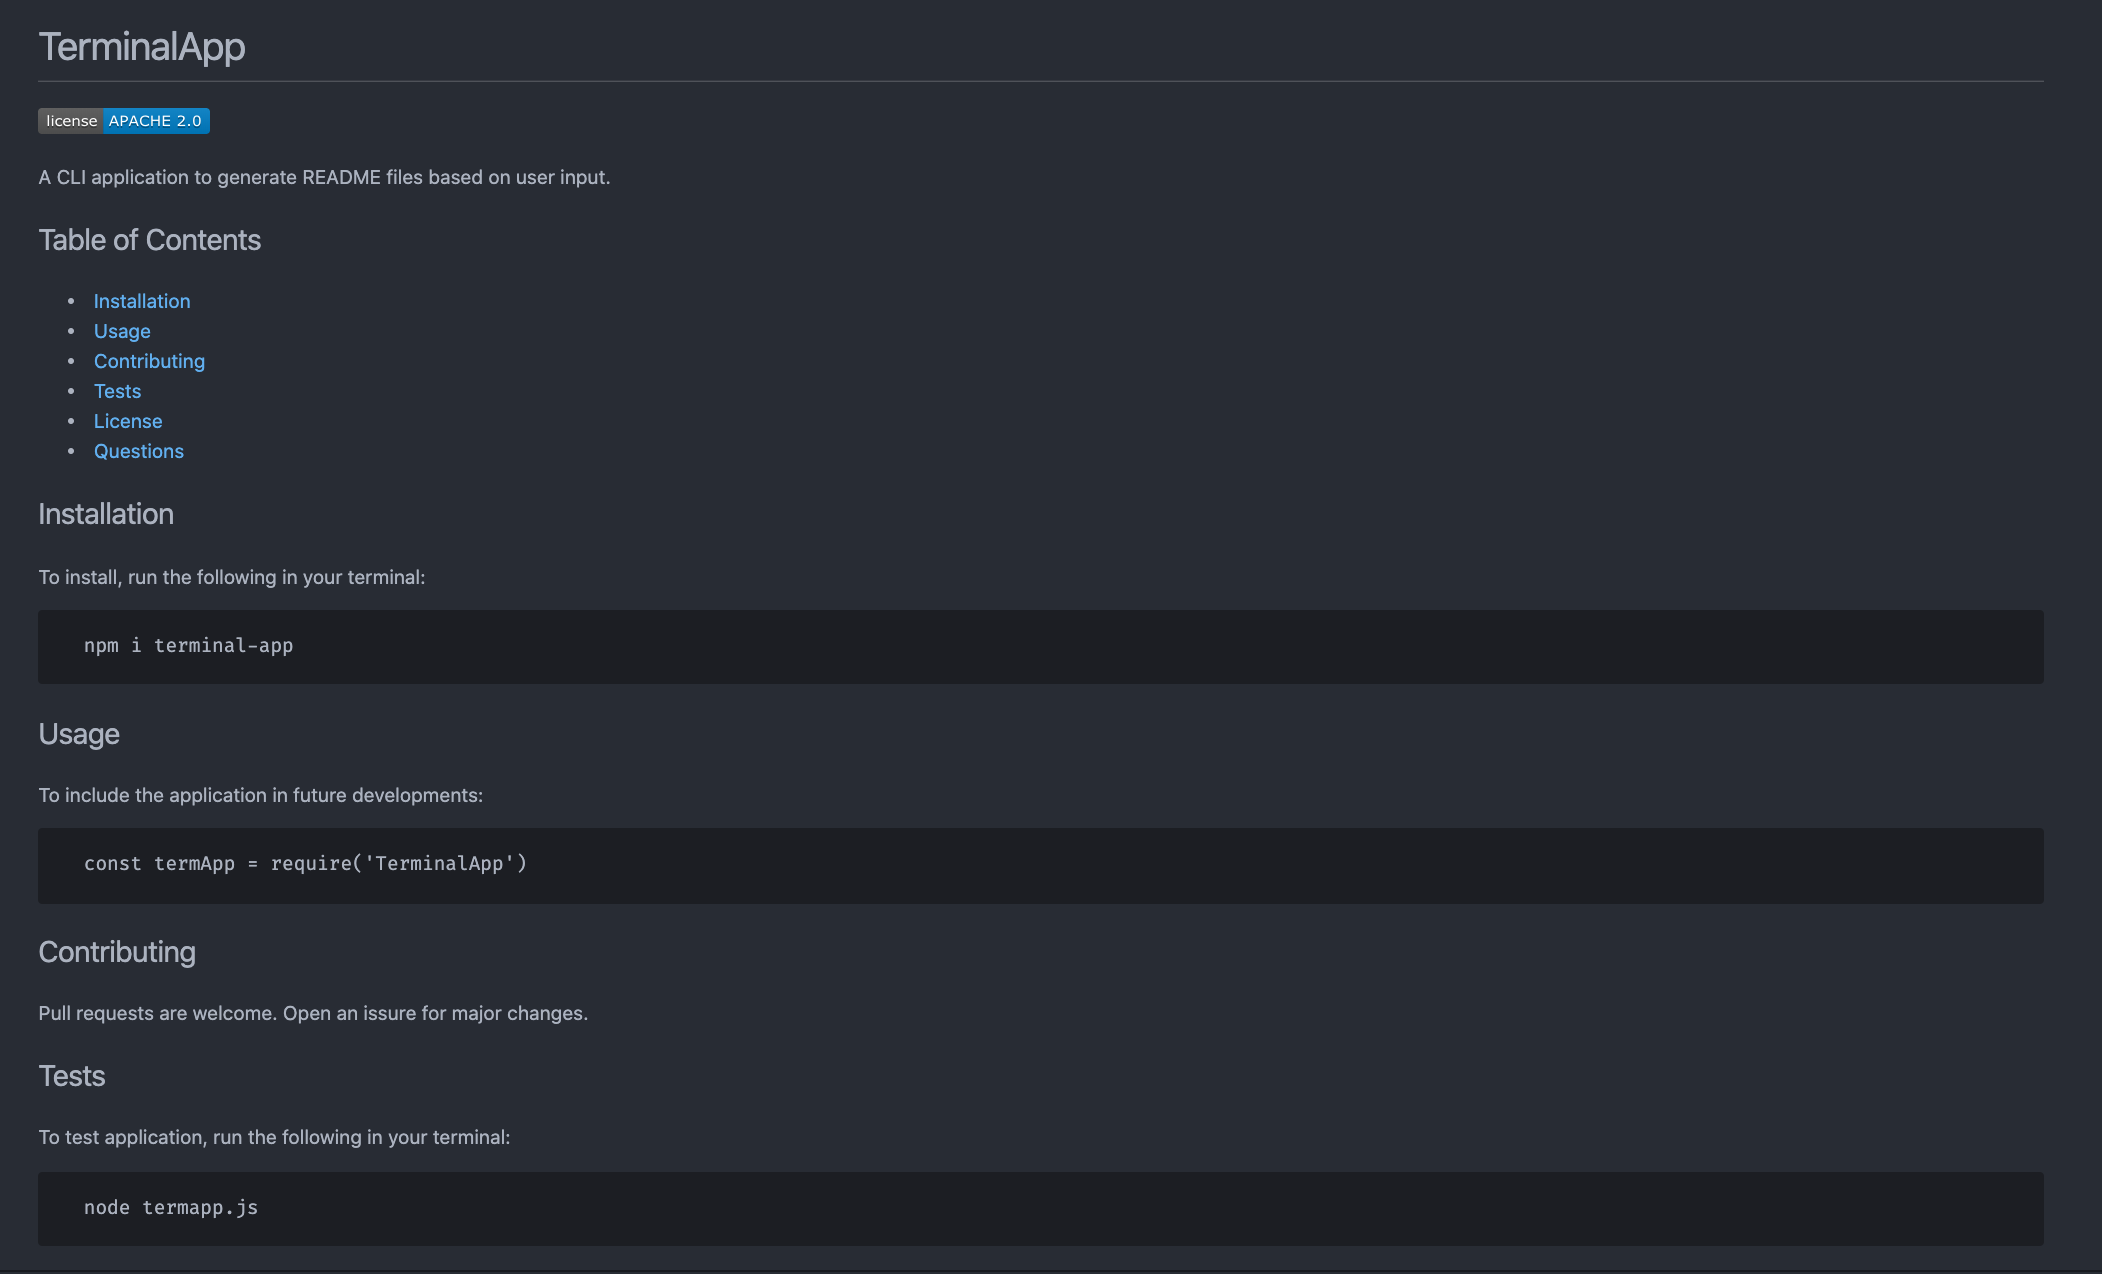 TerminalApp
license APACHE 2.0
A CLI application to generate README files based on user input.
Table of Contents
Installation
Usage
Contributing
Tests
License
Questions
Installation
To install, run the following in your terminal:
npm i terminal-app
Usage
To include the application in future developments:
const termApp = require('TerminalApp')
Contributing
Pull requests are welcome. Open an issure for major changes.
Tests
To test application, run the following in your terminal:
node termapp.js